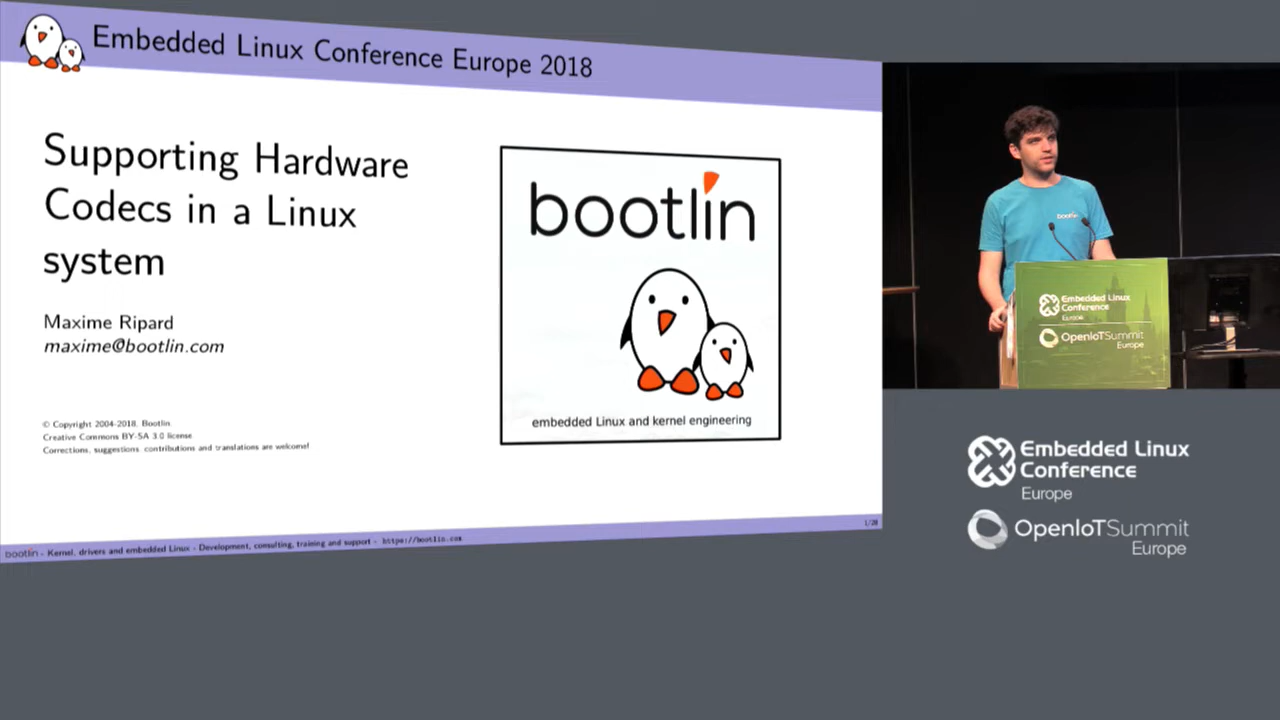 Embedded Linux Conference Europe 2018
Supporting Hardware
Codecs in a Linux
system
Maxime Ripard
maxime@bootlin.com
© Copyright 2004-2018, Bootlin.
Creative Commons BY-SA 3.0 license.
Corrections, suggestions, contributions and translations are welcome!
bootlin
embedded Linux and kernel engineering
1/28
bootlin - Kernel, drivers and embedded Linux - Development, consulting, training and support - https://bootlin.com
bootlin
Embedded Linux
Conference
Europe
OpenIoTSummit
Europe
Embedded Linux
Conference
Europe
OpenIoTSummit
Europe